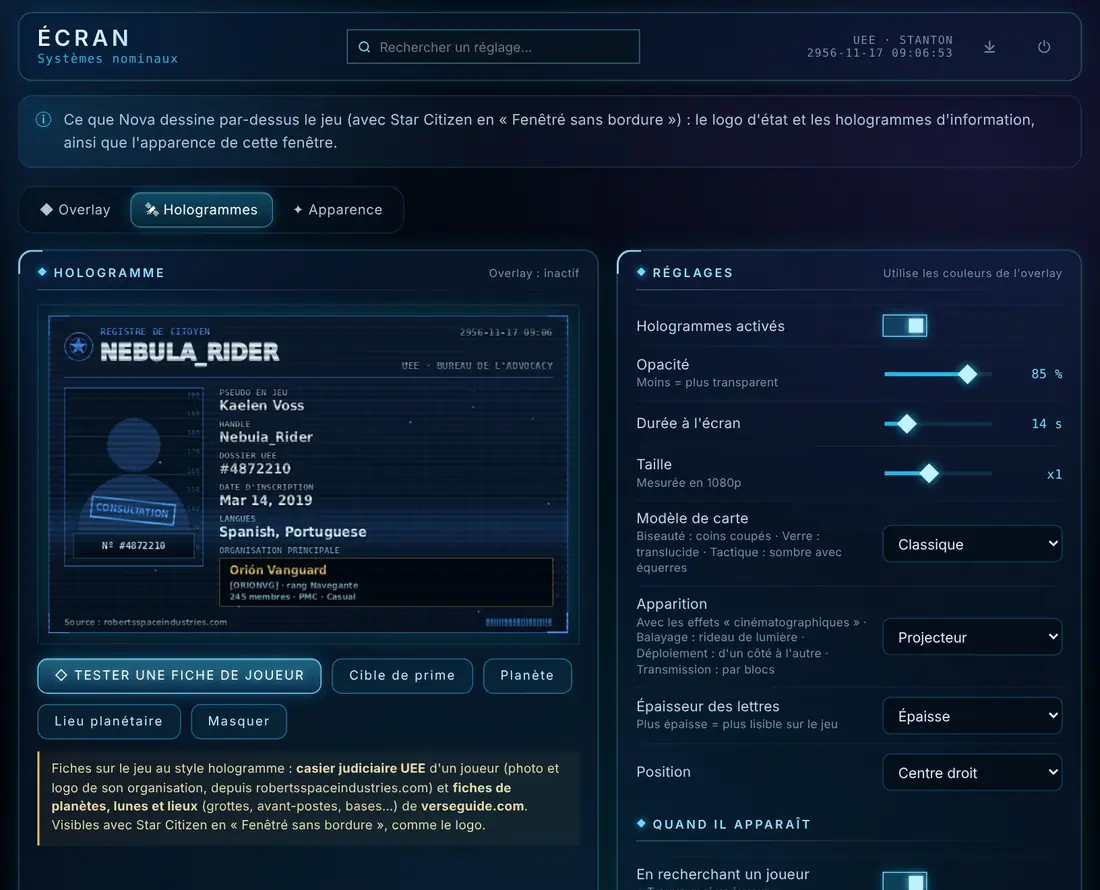 ÉCRAN
Systèmes nominaux
Rechercher un réglage...
UEE · STANTON
2956-11-17 09:06:53
Ce que Nova dessine par-dessus le jeu (avec Star Citizen en « Fenêtré sans bordure ») : le logo d'état et les hologrammes d'information,
ainsi que l'apparence de cette fenêtre.
Overlay
Hologrammes
Apparence
HOLOGRAMME
Overlay : inactif
REGISTRE DE CITOYEN
NEBULA_RIDER
2956-11-17 09:06
UEE · BUREAU DE L'ADVOCACY
PSEUDO EN JEU
Kaelen Voss
HANDLE
Nebula_Rider
DOSSIER UEE
#4872210
DATE D'INSCRIPTION
Mar 14, 2019
LANGUES
Spanish, Portuguese
ORGANISATION PRINCIPALE
Orión Vanguard
[ORIONVG] · rang Navegante
245 membres · PMC · Casual
CONSULTATION
Nº #4872210
Source : robertsspaceindustries.com
TESTER UNE FICHE DE JOUEUR
Cible de prime
Planète
Lieu planétaire
Masquer
Fiches sur le jeu au style hologramme : casier judiciaire UEE d'un joueur (photo et
logo de son organisation, depuis robertsspaceindustries.com) et fiches de
planètes, lunes et lieux (grottes, avant-postes, bases…) de verseguide.com.
Visibles avec Star Citizen en « Fenêtré sans bordure », comme le logo.
RÉGLAGES
Utilise les couleurs de l'overlay
Hologrammes activés
Opacité
Moins = plus transparent
85 %
Durée à l'écran
14 s
Taille
Mesurée en 1080p
x1
Modèle de carte
Biseauté : coins coupés · Verre :
translucide · Tactique : sombre avec
équerres
Classique
Apparition
Avec les effets « cinématographiques » ·
Balayage : rideau de lumière ·
Déploiement : d'un côté à l'autre ·
Transmission : par blocs
Projecteur
Épaisseur des lettres
Plus épaisse = plus lisible sur le jeu
Épaisse
Position
Centre droit
QUAND IL APPARAÎT
En recherchant un joueur